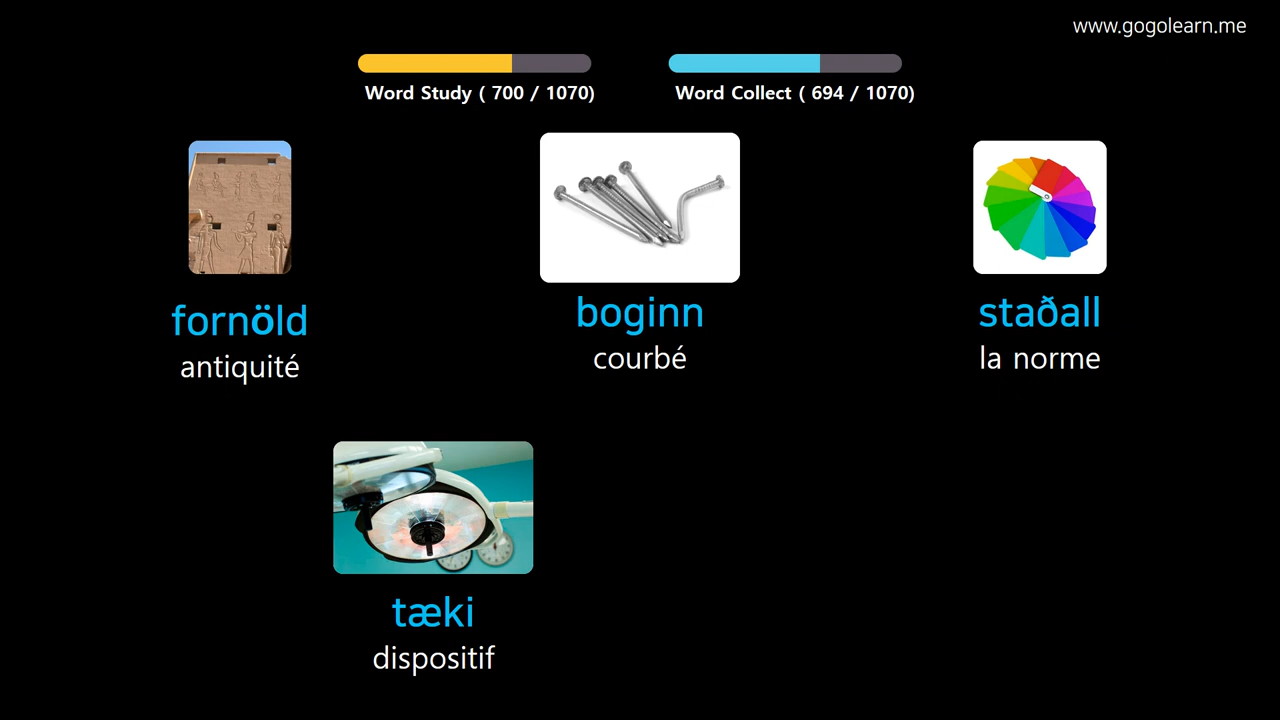 www.gogolearn.me
Word Study ( 700 / 1070)
Word Collect ( 694 / 1070)
fornöld
antiquité
boginn
courbé
staðall
la norme
tæki
dispositif